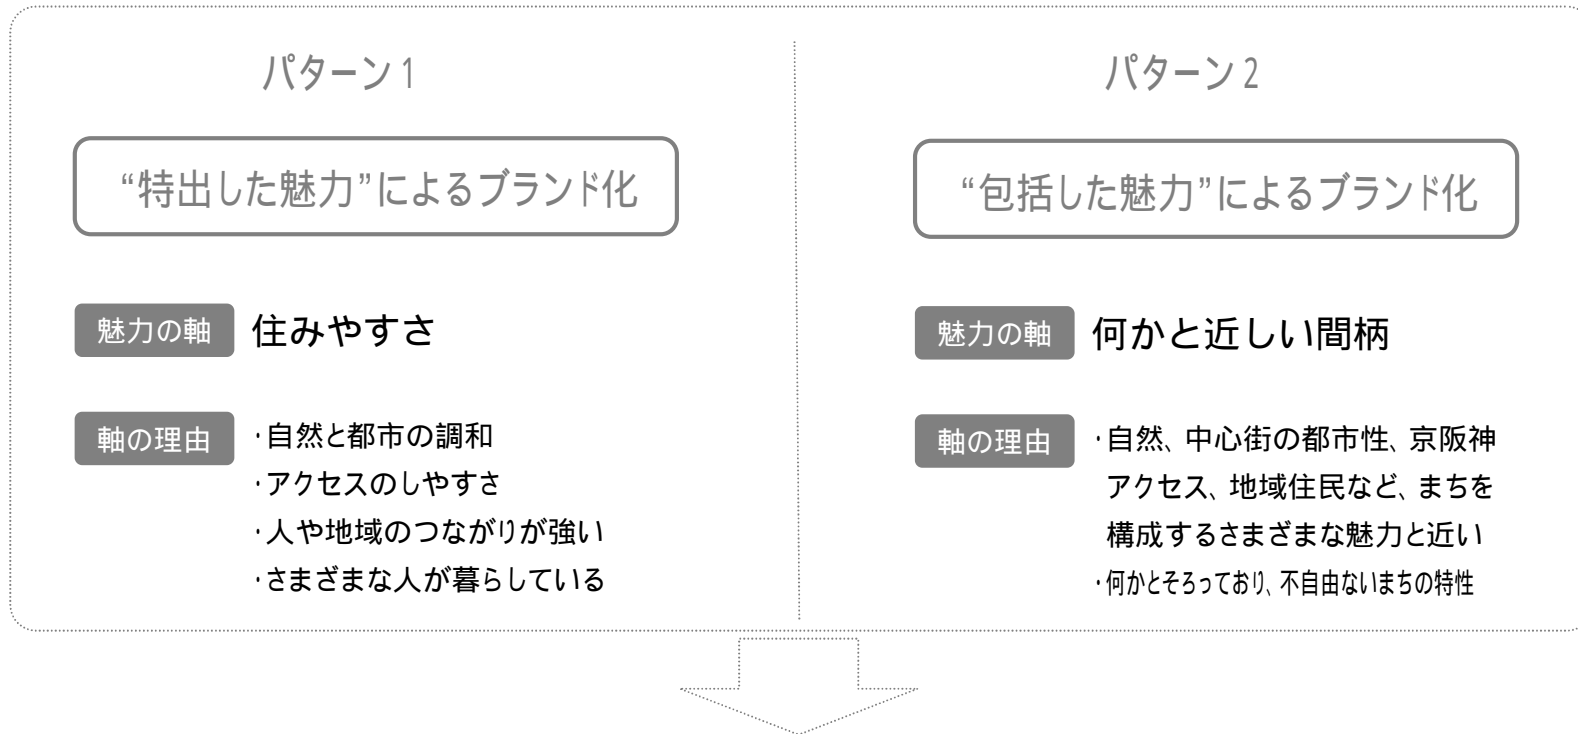 パターン1
“特出した魅力”によるブランド化
魅力の軸 住みやすさ
軸の理由 ・自然と都市の調和
・アクセスのしやすさ
・人や地域のつながりが強い
・さまざまな人が暮らしている
パターン2
“包括した魅力”によるブランド化
魅力の軸 何かと近しい間柄
軸の理由 ・自然、中心街の都市性、京阪神
アクセス、地域住民など、まちを
構成するさまざまな魅力と近い
・何かとそろっており、不自由ないまちの特性